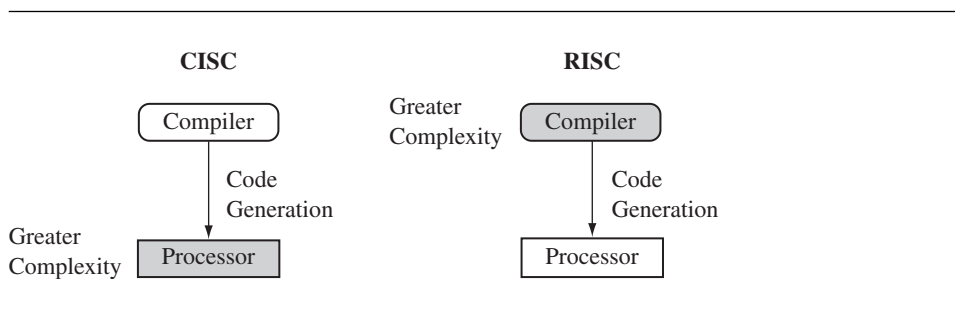 CISC
Compiler
Code
Generation
Greater
Complexity
Processor
RISC
Greater
Complexity
Compiler
Code
Generation
Processor